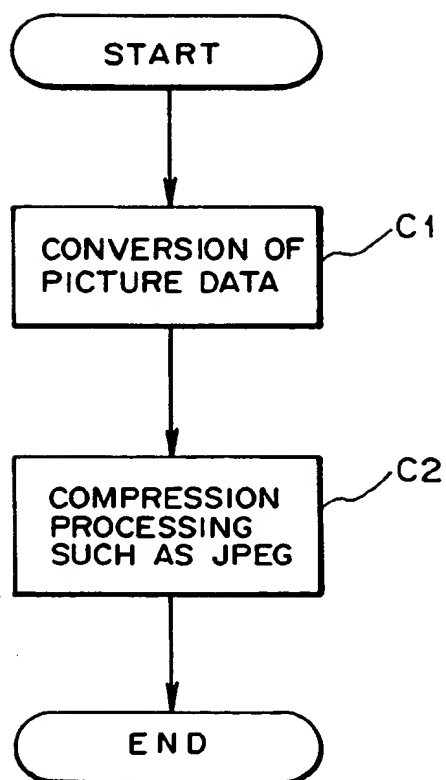 START
CONVERSION OF
PICTURE DATA
C1
COMPRESSION
PROCESSING
SUCH AS JPEG
C2
END